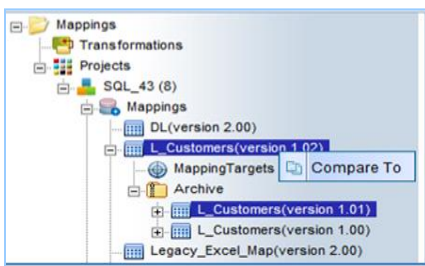 Mappings
Transformations
Projects
SQL_43 (8)
Mappings
DL(version 2.00)
L_Customers(version 1.02)
MappingTargets
Compare To
Archive
L_Customers(version 1.01)
L_Customers(version 1.00)
Legacy_Excel_Map(version 2.00)